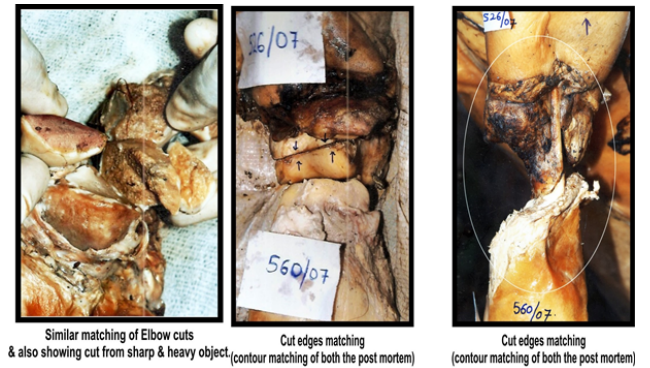 526/07
526/07
560/07
560/07.
Similar matching of Elbow cuts
& also showing cut from sharp & heavy object.
Cut edges matching
(contour matching of both the post mortem)
Cut edges matching
(contour matching of both the post mortem)